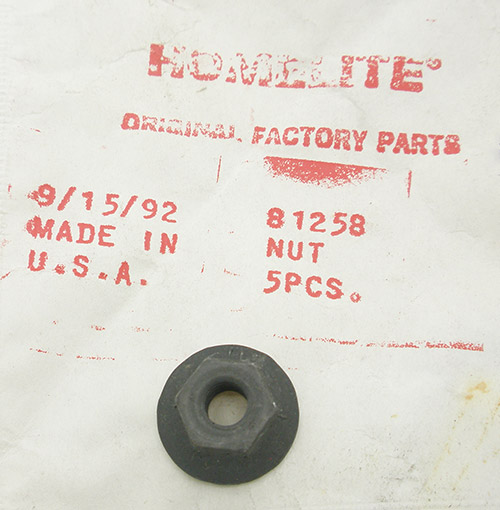 HOMELITE®
ORIGINAL FACTORY PARTS
9/15/92
MADE IN
U.S.A.
81258
NUT
5PCS.